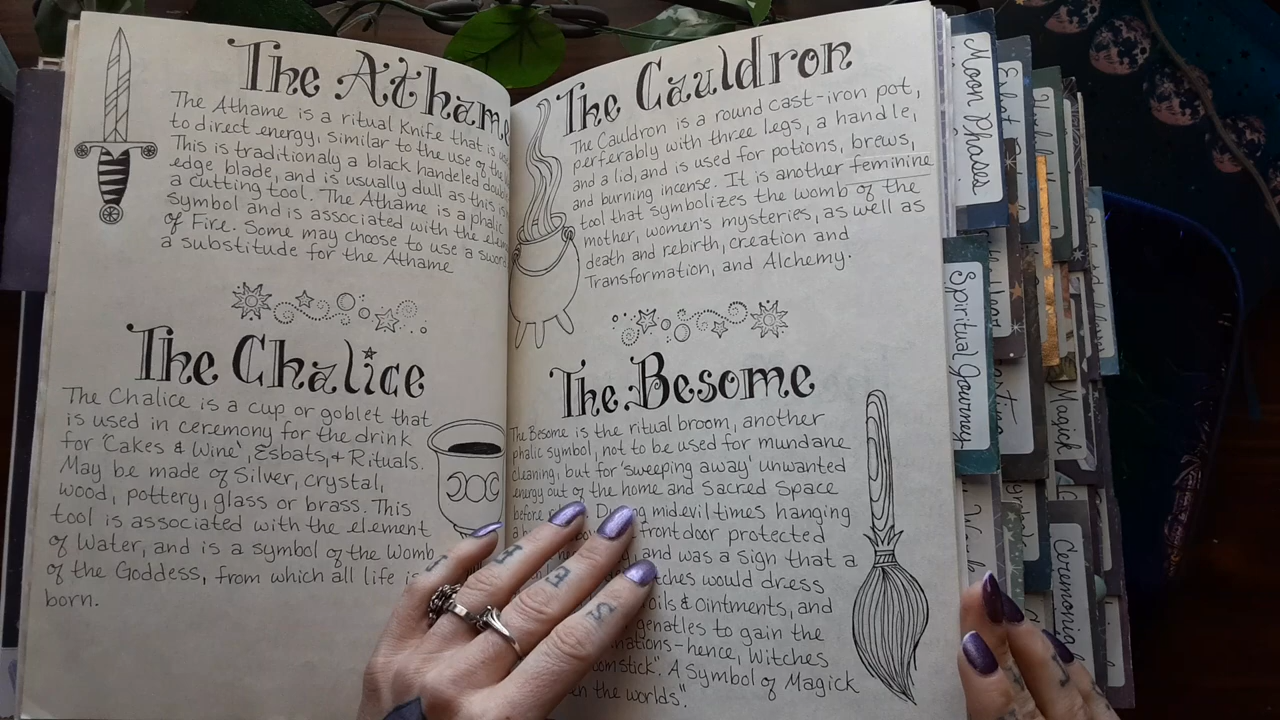 The Athame
The Athame is a ritual Knife that is
to direct energy, similar to the use of the
This is traditionaly a black handeled
edge blade, and is usually dull as this is
a cutting tool. The Athame is a phalic
symbol and is associated with the
of Fire. Some may choose to use a sword
a substitute for the Athame
The Chalice
The Chalice is a cup or goblet that
is used in ceremony for the drink
for 'Cakes & Wine', Esbats, & Rituals.
May be made of Silver, crystal,
wood, pottery, glass or brass. This
tool is associated with the element
of Water, and is a symbol of the Womb
of the Goddess, from which all life is
born.
The Cauldron
The Cauldron is a round cast-iron pot,
perferably with three legs, a handle,
and a lid, and is used for potions, brews,
and burning incense. It is another feminine
tool that symbolizes the womb of the
mother, women's mysteries, as well as
death and rebirth, creation and
Transformation, and Alchemy.
The Besome
The Besome is the ritual broom, another
phalic symbol, not to be used for mundane
cleaning, but for 'sweeping away' unwanted
energy out of the home and Sacred Space
before midevil times hanging
a front door protected
and was a sign that a
would dress
oils & Ointments, and
to gain the
hence, Witches
A Symbol of Magick
the worlds".
Moon Phases
Spiritual Journey
Magick